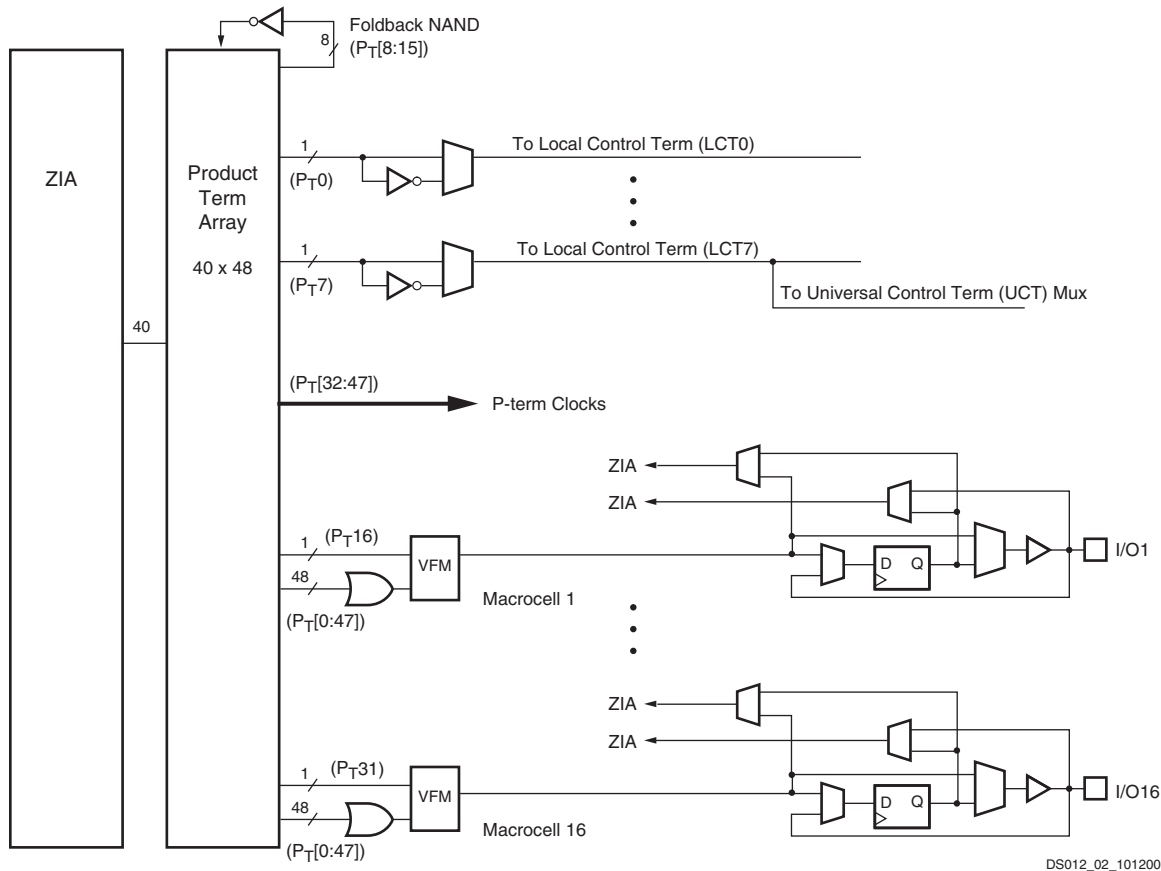 Foldback NAND
8
(PT[8:15])
ZIA
Product
Term
Array
40 x 48
1
(PT0)
To Local Control Term (LCT0)
1
(PT7)
To Local Control Term (LCT7)
To Universal Control Term (UCT) Mux
40
(PT[32:47])
P-term Clocks
ZIA
ZIA
1
(PT16)
48
(PT[0:47])
VFM
Macrocell 1
D Q
I/O1
ZIA
ZIA
1
(PT31)
48
(PT[0:47])
VFM
Macrocell 16
D Q
I/O16
DS012_02_101200